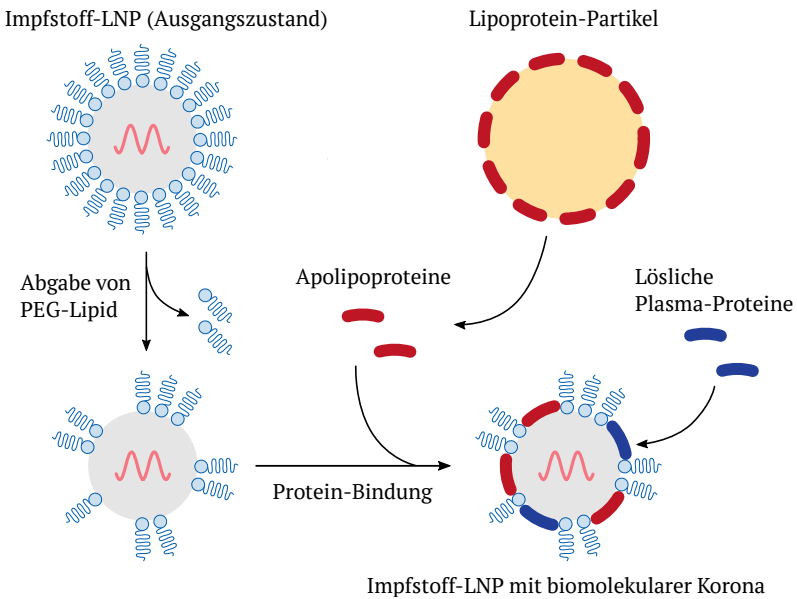 Impfstoff-LNP (Ausgangszustand)
Lipoprotein-Partikel
Abgabe von
PEG-Lipid
Apolipoproteine
Lösliche
Plasma-Proteine
Protein-Bindung
Impfstoff-LNP mit biomolekularer Korona